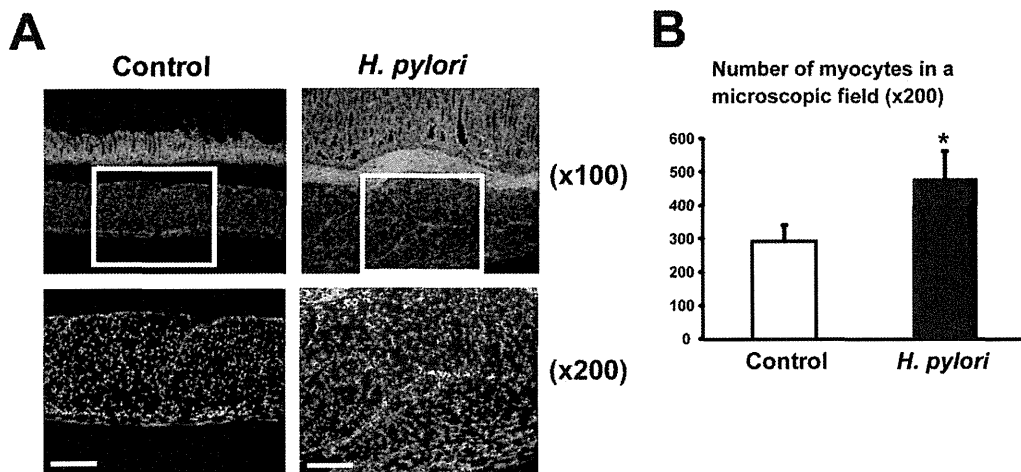 A
Control
H. pylori
(x100)
(x200)
B
Number of myocytes in a
microscopic field (x200)
600
*
500
400
300
200
100
0
Control
H. pylori